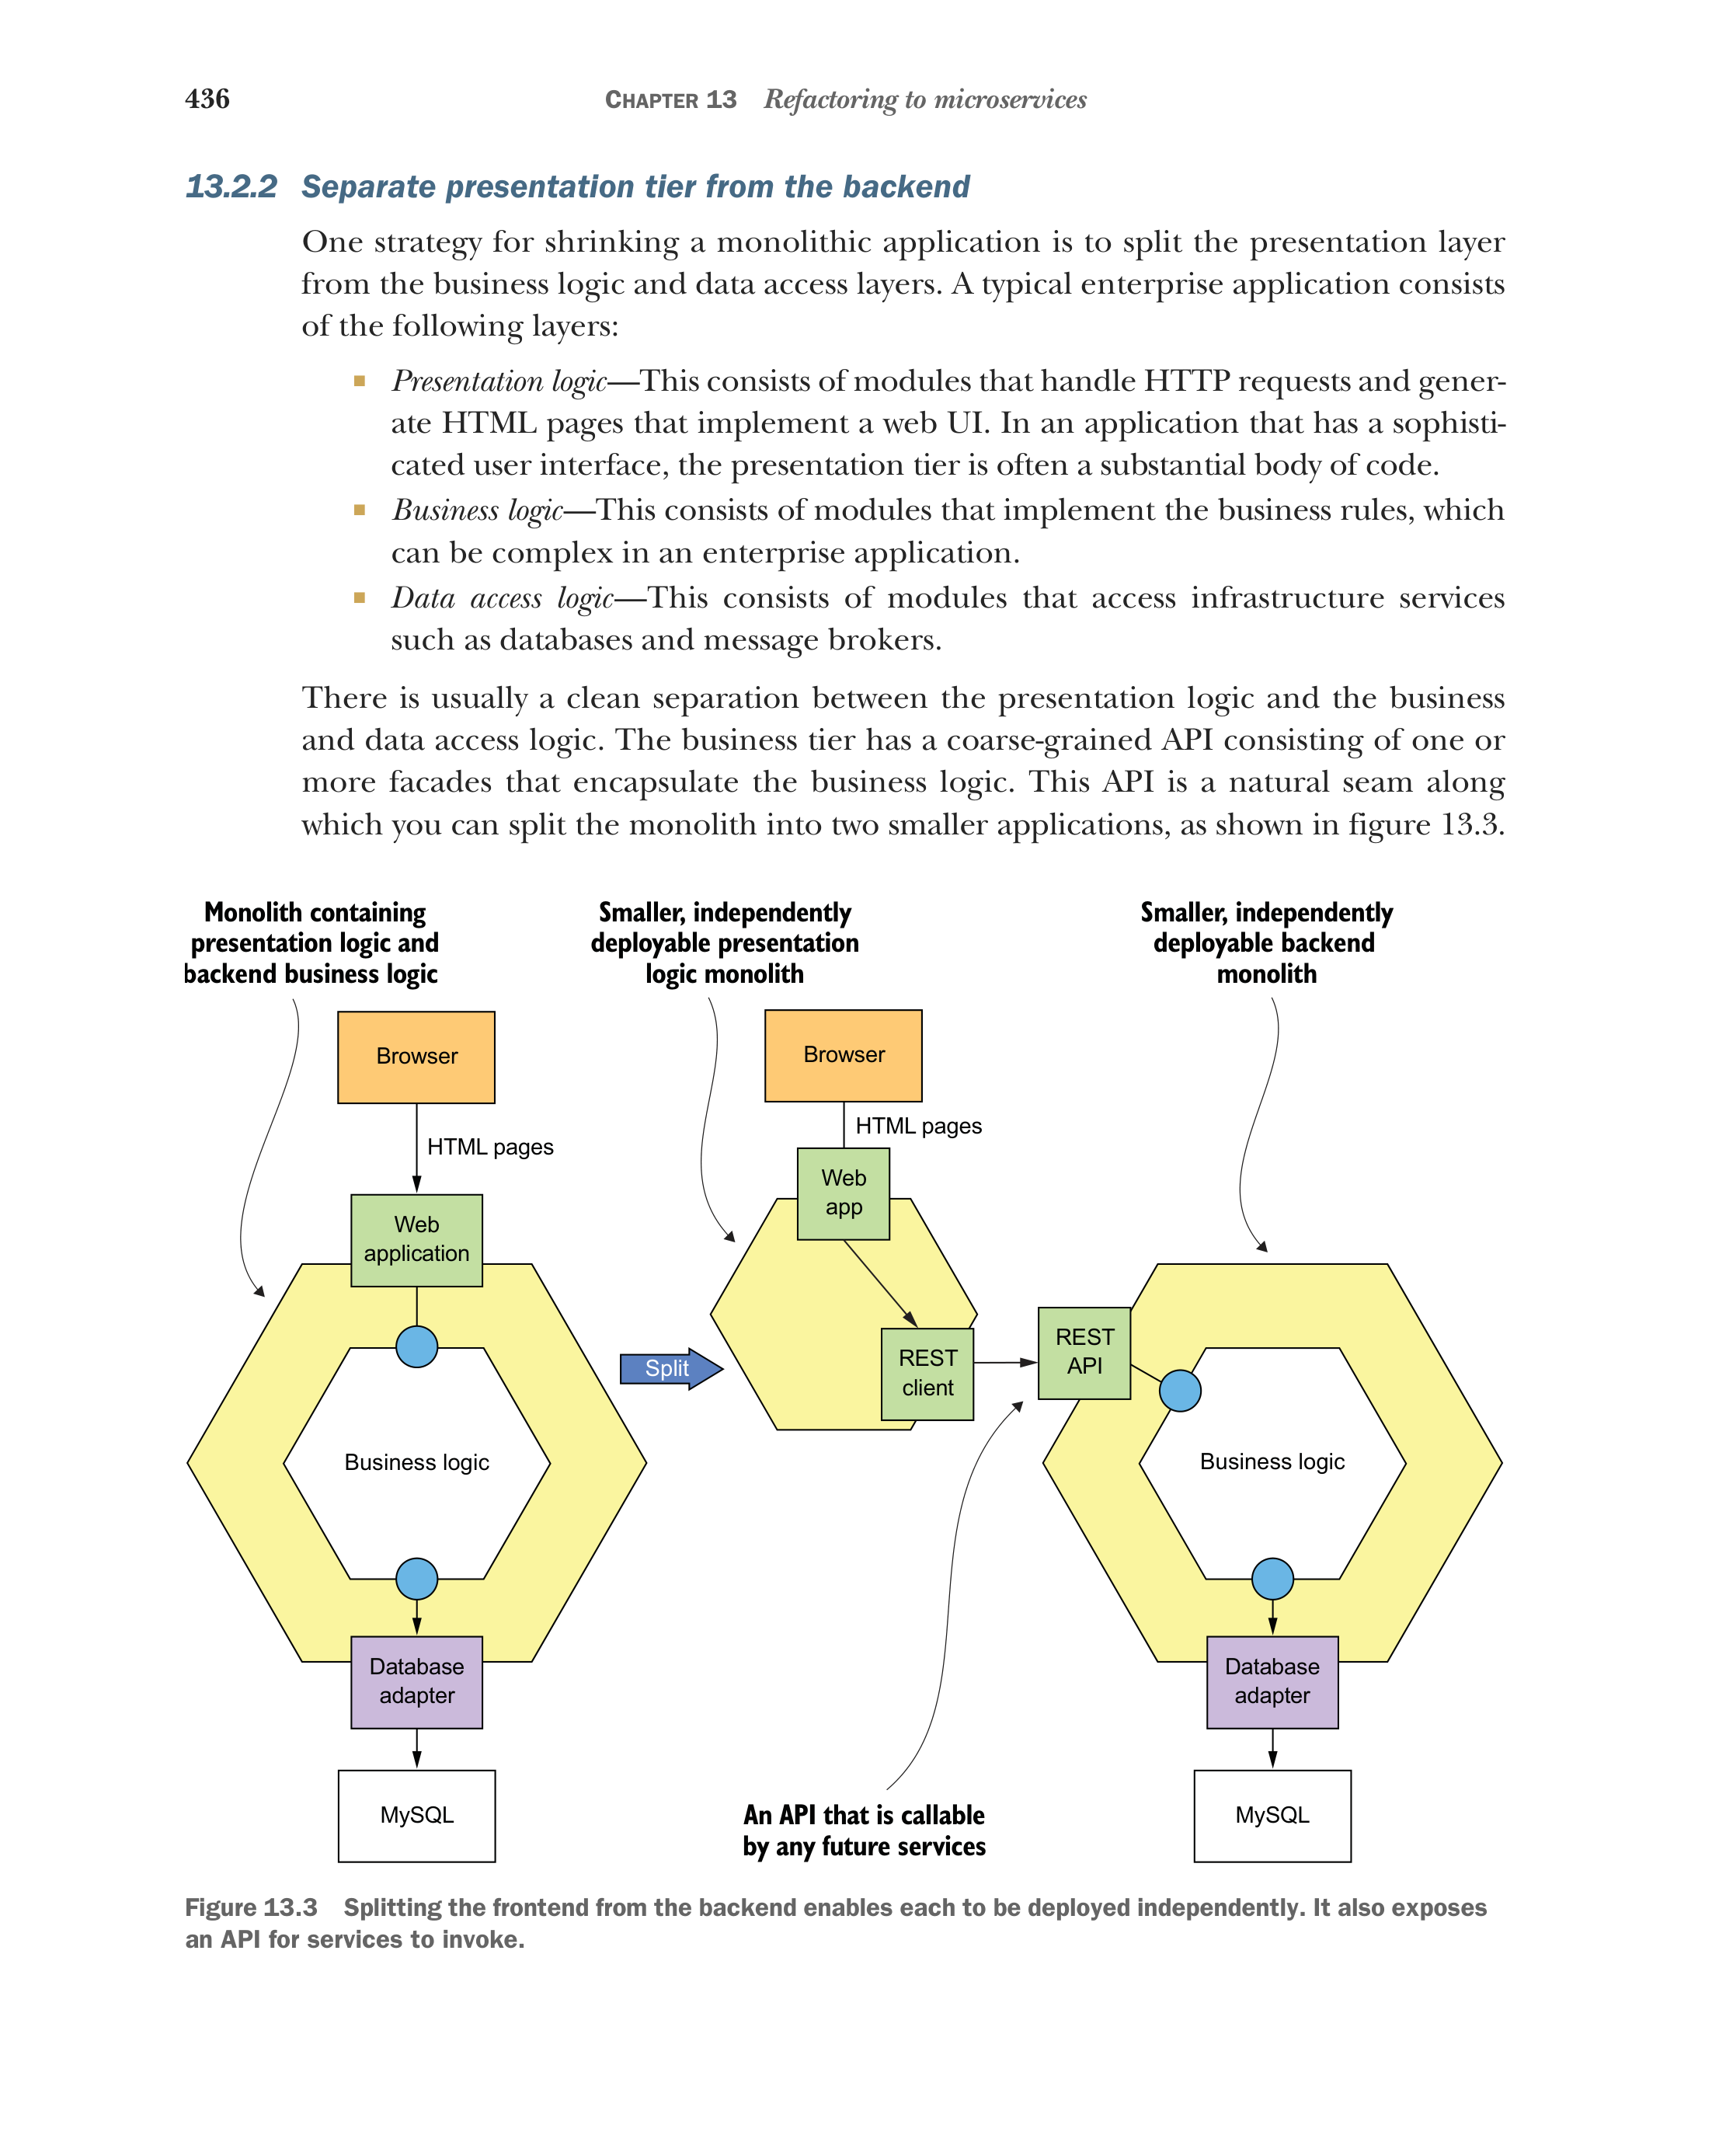 436
CHAPTER 13 Refactoring to microservices
13.2.2 Separate presentation tier from the backend
One strategy for shrinking a monolithic application is to split the presentation layer
from the business logic and data access layers. A typical enterprise application consists
of the following layers:
■ Presentation logic—This consists of modules that handle HTTP requests and gener-
ate HTML pages that implement a web UI. In an application that has a sophisti-
cated user interface, the presentation tier is often a substantial body of code.
■ Business logic—This consists of modules that implement the business rules, which
can be complex in an enterprise application.
■ Data access logic—This consists of modules that access infrastructure services
such as databases and message brokers.
There is usually a clean separation between the presentation logic and the business
and data access logic. The business tier has a coarse-grained API consisting of one or
more facades that encapsulate the business logic. This API is a natural seam along
which you can split the monolith into two smaller applications, as shown in figure 13.3.
Monolith containing
presentation logic and
backend business logic
Smaller, independently
deployable presentation
logic monolith
Smaller, independently
deployable backend
monolith
Browser
HTML pages
Web
application
Business logic
Database
adapter
MySQL
Split
Browser
HTML pages
Web
app
REST
client
REST
API
Business logic
Database
adapter
MySQL
An API that is callable
by any future services
Figure 13.3 Splitting the frontend from the backend enables each to be deployed independently. It also exposes
an API for services to invoke.